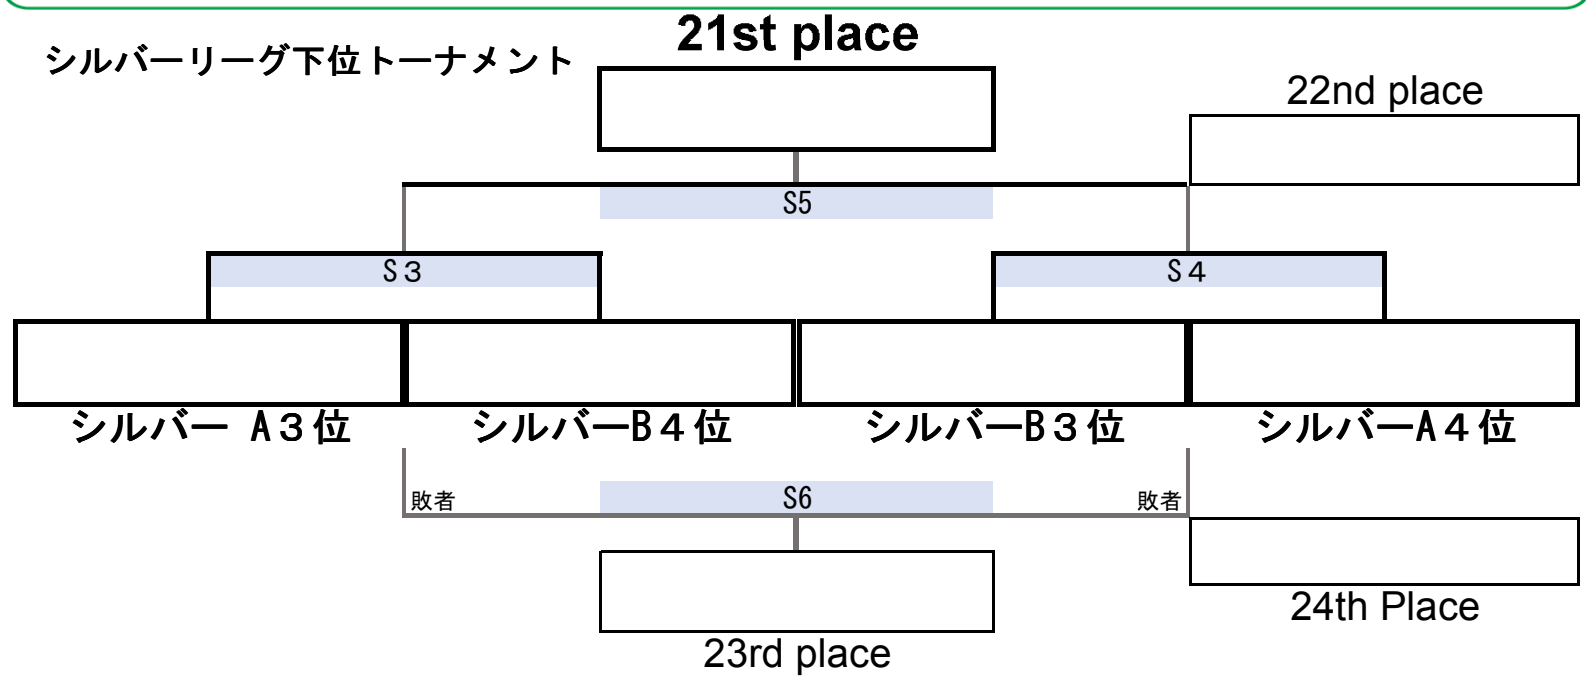 21st place
シルバーリーグ下位トーナメント
22nd place
S5
S３
S４
シルバー A３位
シルバーB４位
シルバーB３位
シルバーA４位
敗者
S6
敗者
24th Place
23rd place